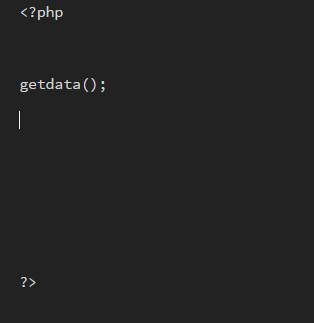 <?php
getdata();
?>